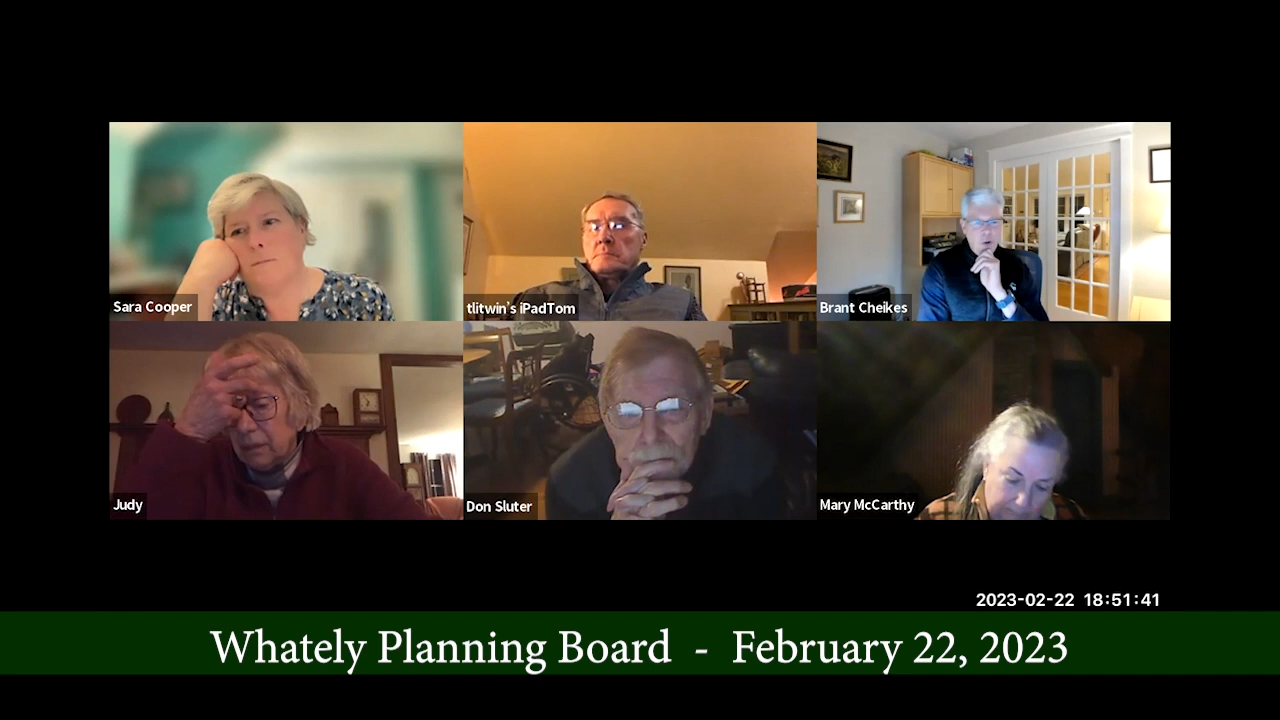 Sara Cooper
tlitwin's iPadTom
Brant Cheikes
Judy
Don Sluter
Mary McCarthy
2023-02-22 18:51:41
Whately Planning Board - February 22, 2023